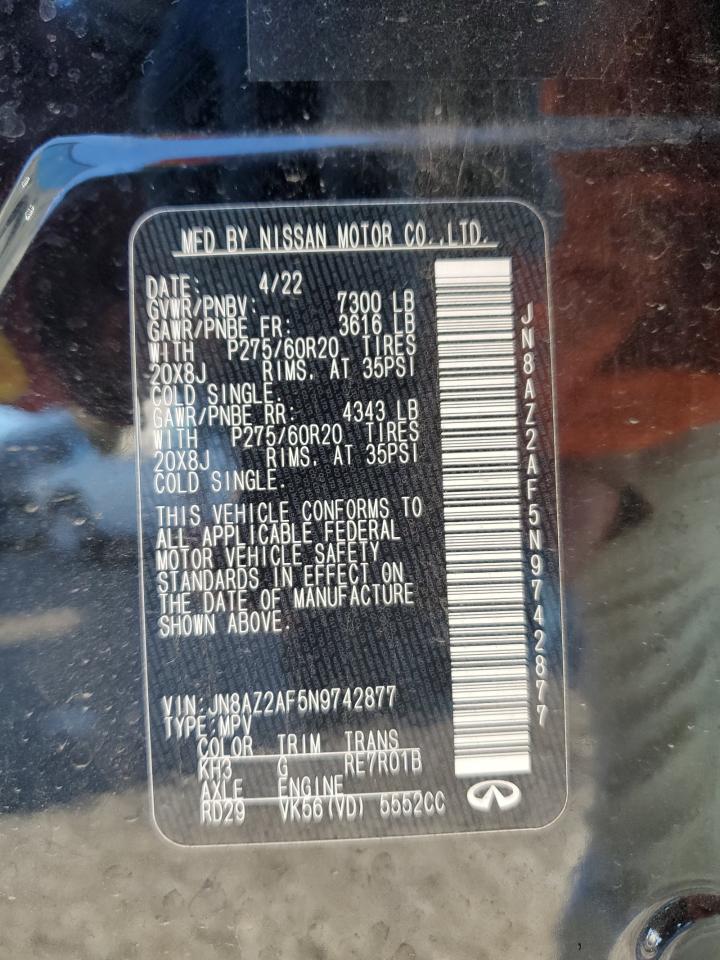 MFD BY NISSAN MOTOR CO.,LTD.
DATE: 4/22
GVWR/PNBV: 7300 LB
GAWR/PNBE FR: 3616 LB
WITH P275/60R20 TIRES
20X8J RIMS, AT 35PSI
COLD SINGLE.
GAWR/PNBE RR: 4343 LB
WITH P275/60R20 TIRES
20X8J RIMS. AT 35PSI
COLD SINGLE.
THIS VEHICLE CONFORMS TO
ALL APPLICABLE FEDERAL
MOTOR VEHICLE SAFETY
STANDARDS IN EFFECT ON
THE DATE OF MANUFACTURE
SHOWN ABOVE.
VIN:JN8AZ2AF5N9742877
TYPE:MPV
COLOR TRIM TRANS
KH3 G RE7R01B
AXLE ENGINE
RD29 VK56(VD) 5552CC
JN8AZ2AF5N9742877